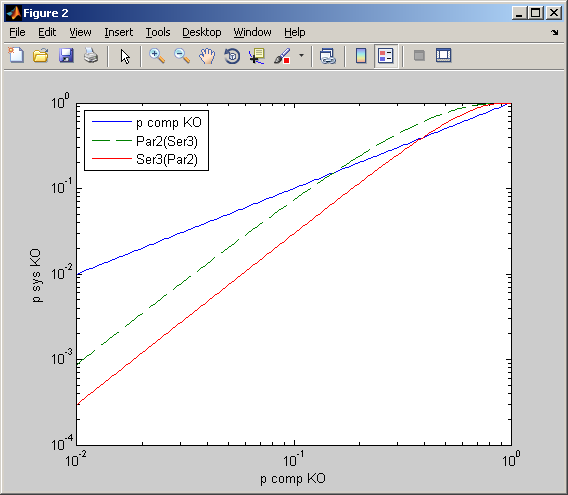 Figure 2
File Edit View Insert Tools Desktop Window Help
10^0
10^-1
10^-2
10^-3
10^-4
p sys KO
p comp KO
Par2(Ser3)
Ser3(Par2)
10^-2 10^-1 10^0
p comp KO